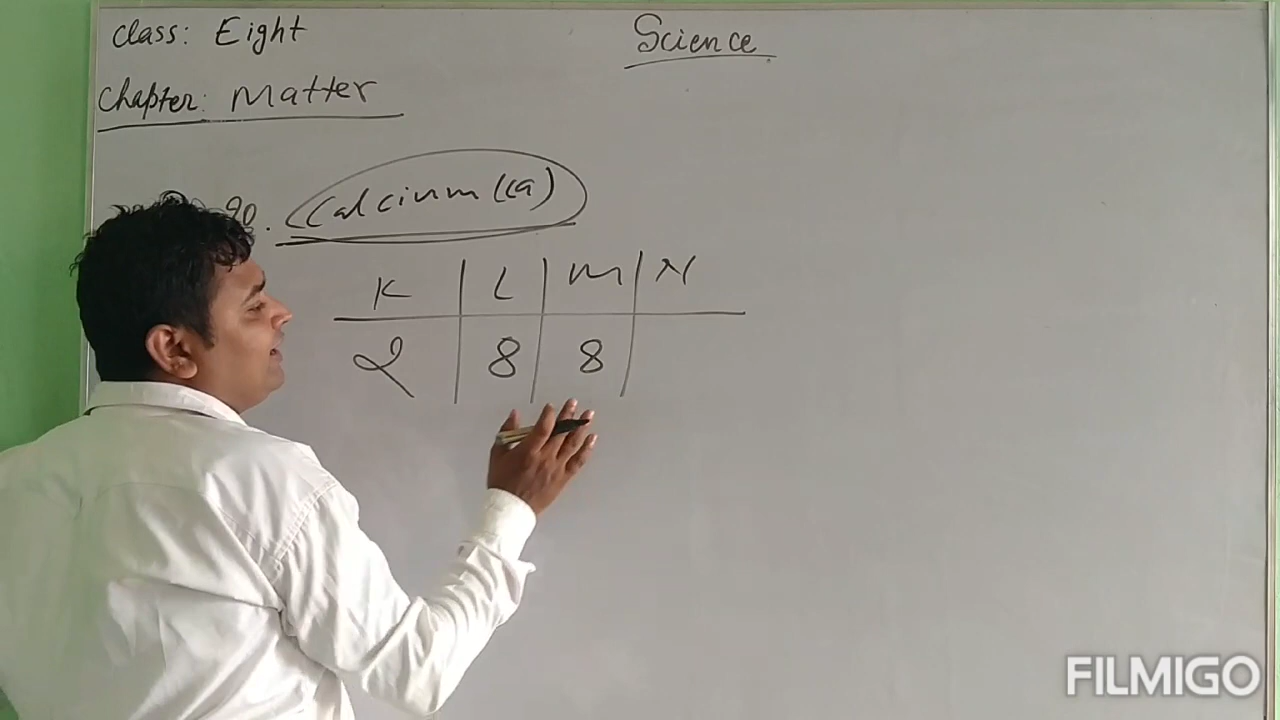 class: Eight
Science
chapter: Matter
20. Calcium (Ca)
K L M N
2 8 8
FILMIGO